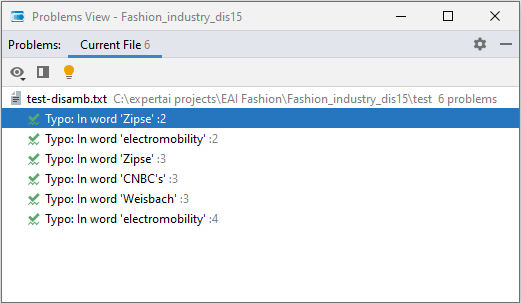 Problems View - Fashion_industry_dis15
Problems: Current File 6
test-disamb.txt C:\expertai projects\EAI Fashion\Fashion_industry_dis15\test 6 problems
Typo: In word 'Zipse' :2
Typo: In word 'electromobility' :2
Typo: In word 'Zipse' :3
Typo: In word 'CNBC's' :3
Typo: In word 'Weisbach' :3
Typo: In word 'electromobility' :4